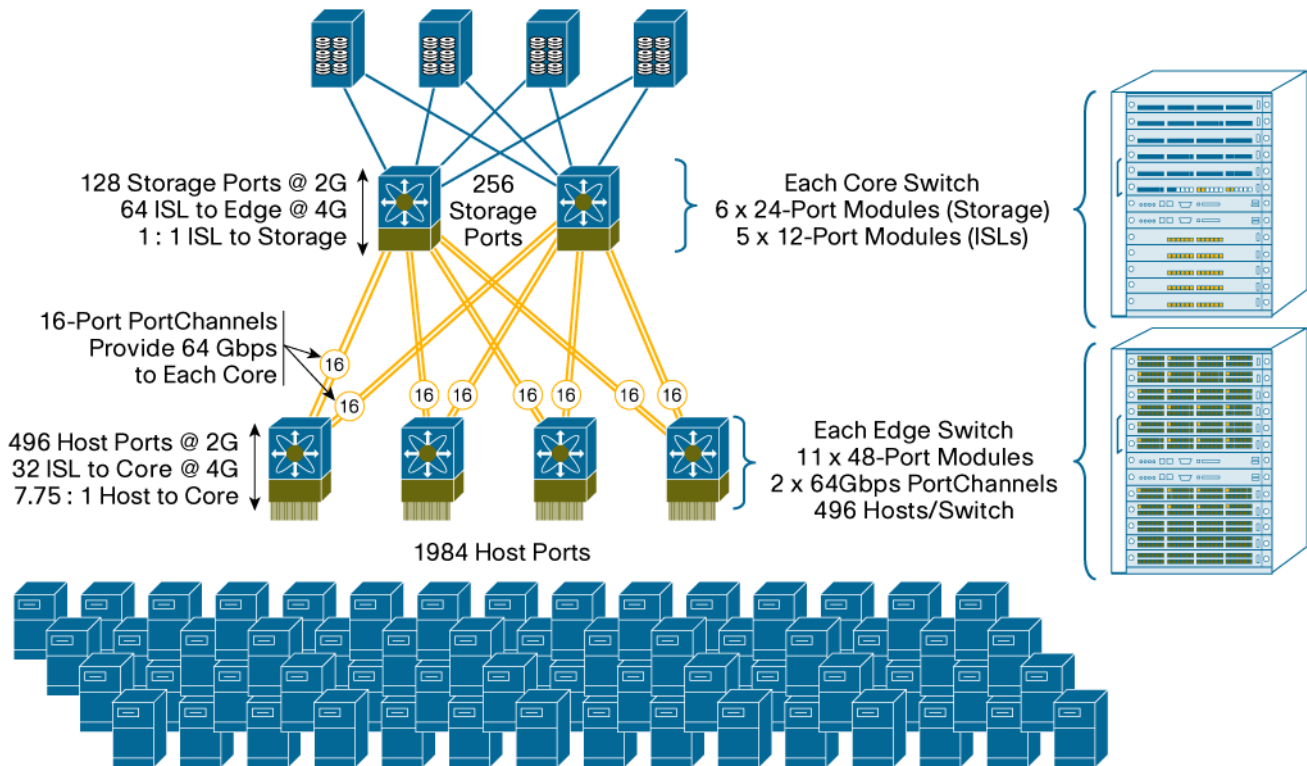 128 Storage Ports @ 2G
64 ISL to Edge @ 4G
1 : 1 ISL to Storage
256
Storage
Ports
Each Core Switch
6 x 24-Port Modules (Storage)
5 x 12-Port Modules (ISLs)
16-Port PortChannels
Provide 64 Gbps
to Each Core
16
16
16
16
16
16
16
16
496 Host Ports @ 2G
32 ISL to Core @ 4G
7.75 : 1 Host to Core
Each Edge Switch
11 x 48-Port Modules
2 x 64Gbps PortChannels
496 Hosts/Switch
1984 Host Ports